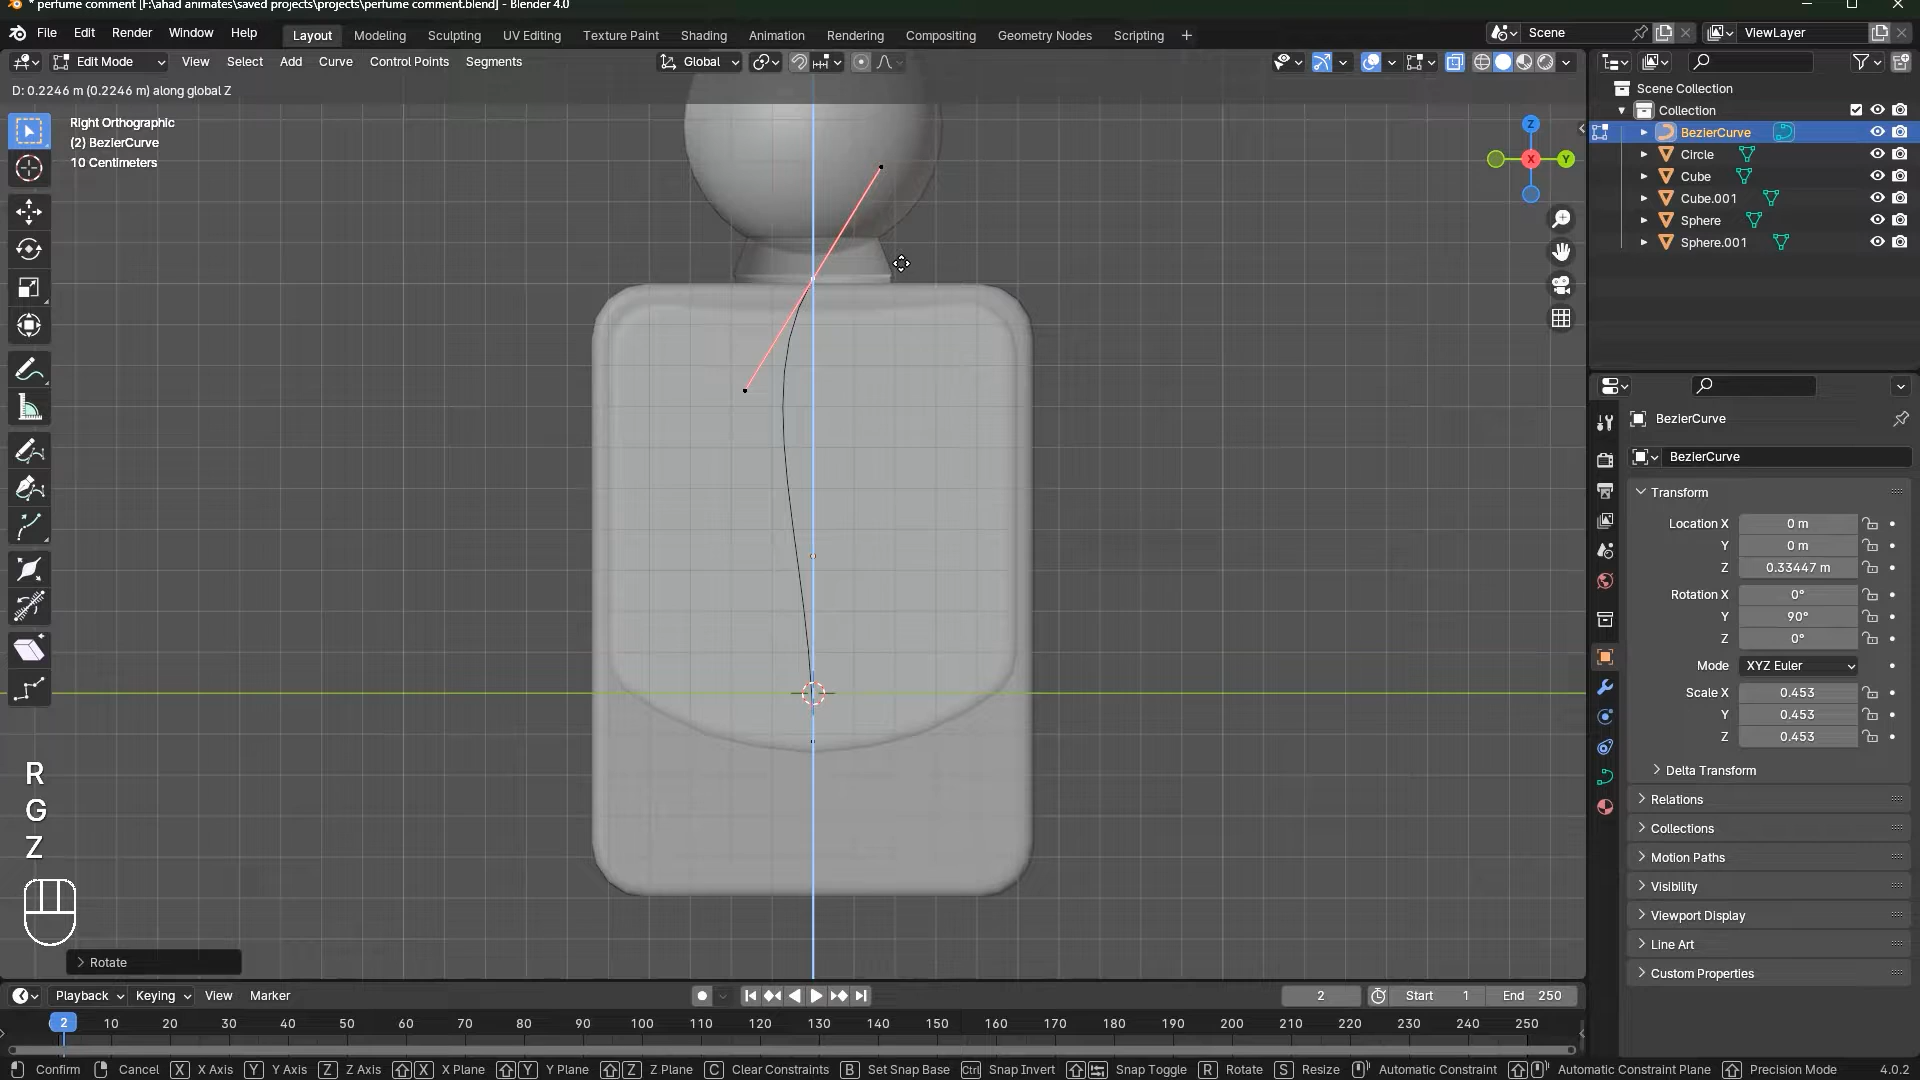 * perfume comment [F:\ahad animates\saved projects\projects\perfume comment.blend] - Blender 4.0
File Edit Render Window Help Layout Modeling Sculpting UV Editing Texture Paint Shading Animation Rendering Compositing Geometry Nodes Scripting + Scene ViewLayer
Edit Mode View Select Add Curve Control Points Segments Global
D: 0.2246 m (0.2246 m) along global Z
Right Orthographic
(2) BezierCurve
10 Centimeters
Z
X
Y
Scene Collection
Collection
BezierCurve
Circle
Cube
Cube.001
Sphere
Sphere.001
BezierCurve
BezierCurve
Transform
Location X 0 m
Y 0 m
Z 0.33447 m
Rotation X 0°
Y 90°
Z 0°
Mode XYZ Euler
Scale X 0.453
Y 0.453
Z 0.453
Delta Transform
Relations
Collections
Motion Paths
Visibility
Viewport Display
Line Art
Custom Properties
R
G
Z
Rotate
Playback Keying View Marker 2 Start 1 End 250
2 10 20 30 40 50 60 70 80 90 100 110 120 130 140 150 160 170 180 190 200 210 220 230 240 250
Confirm Cancel X X Axis Y Y Axis Z Z Axis X X Plane Y Y Plane Z Z Plane C Clear Constraints B Set Snap Base Ctrl Snap Invert Snap Toggle R Rotate S Resize Automatic Constraint Automatic Constraint Plane Precision Mode 4.0.2